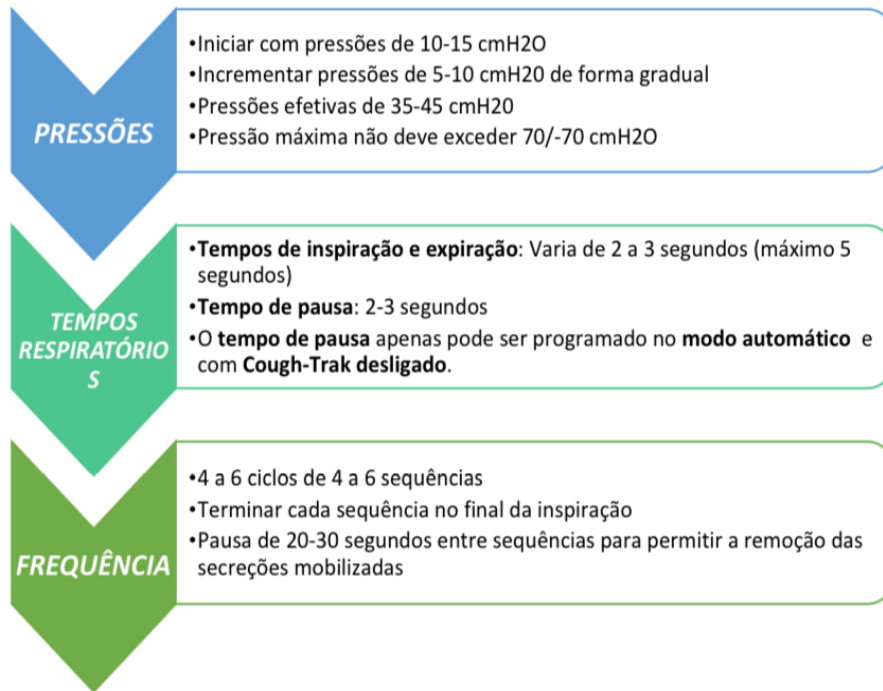 PRESSÕES
•Iniciar com pressões de 10-15 cmH2O
•Incrementar pressões de 5-10 cmH20 de forma gradual
•Pressões efetivas de 35-45 cmH20
•Pressão máxima não deve exceder 70/-70 cmH2O
TEMPOS
RESPIRATÓRIO
S
•Tempos de inspiração e expiração: Varia de 2 a 3 segundos (máximo 5
segundos)
•Tempo de pausa: 2-3 segundos
•O tempo de pausa apenas pode ser programado no modo automático e
com Cough-Trak desligado.
FREQUÊNCIA
•4 a 6 ciclos de 4 a 6 sequências
•Terminar cada sequência no final da inspiração
•Pausa de 20-30 segundos entre sequências para permitir a remoção das
secreções mobilizadas